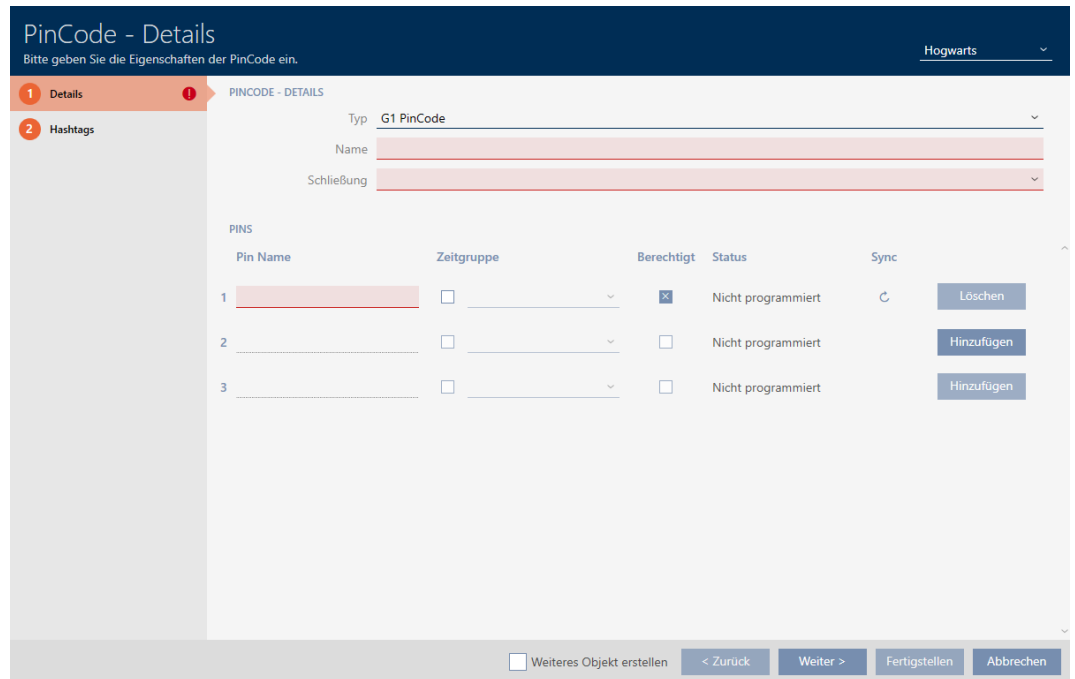 PinCode - Details
Bitte geben Sie die Eigenschaften der PinCode ein.
Hogwarts
1 Details !
2 Hashtags
PINCODE - DETAILS
Typ G1 PinCode
Name
Schließung
PINS
Pin Name Zeitgruppe Berechtigt Status Sync
1 Nicht programmiert Löschen
2 Nicht programmiert Hinzufügen
3 Nicht programmiert Hinzufügen
Weiteres Objekt erstellen < Zurück Weiter > Fertigstellen Abbrechen